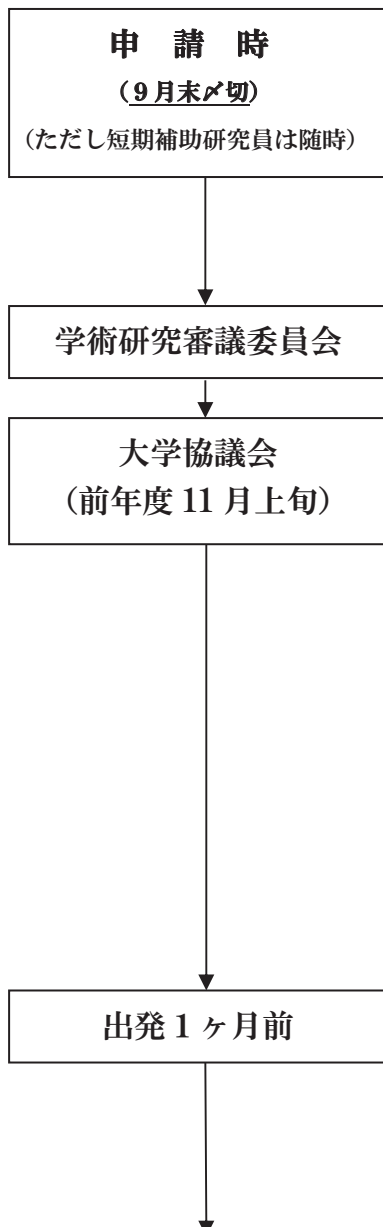 申 請 時
（９月末〆切）
（ただし短期補助研究員は随時）
学術研究審議委員会
大学協議会
（前年度 11 月上旬）
出発 1 ヶ月前